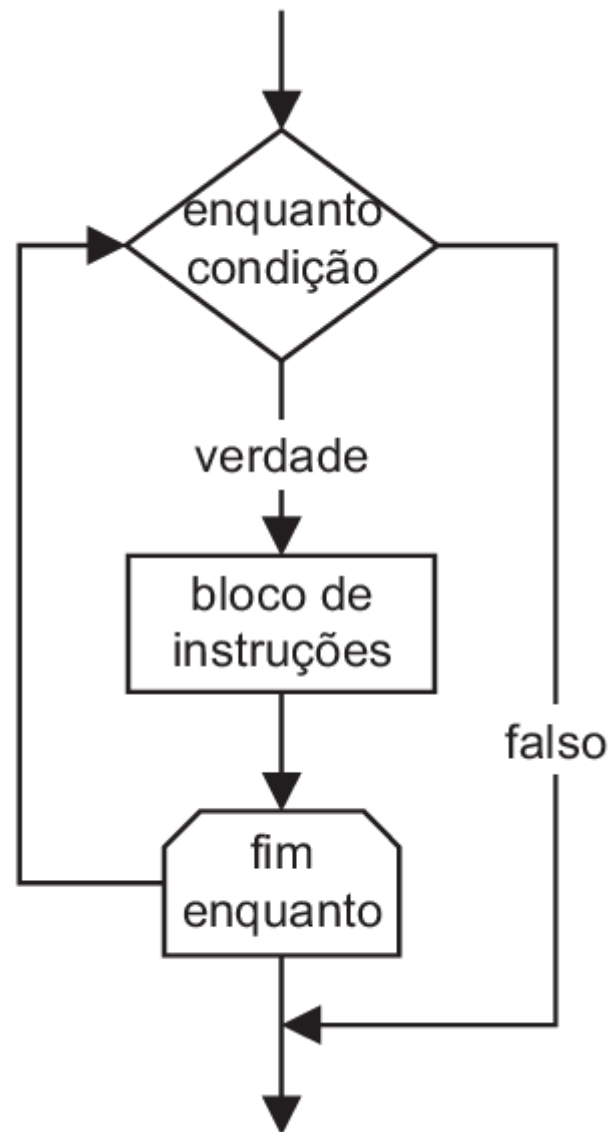 enquanto
condição
verdade
bloco de
instruções
falso
fim
enquanto